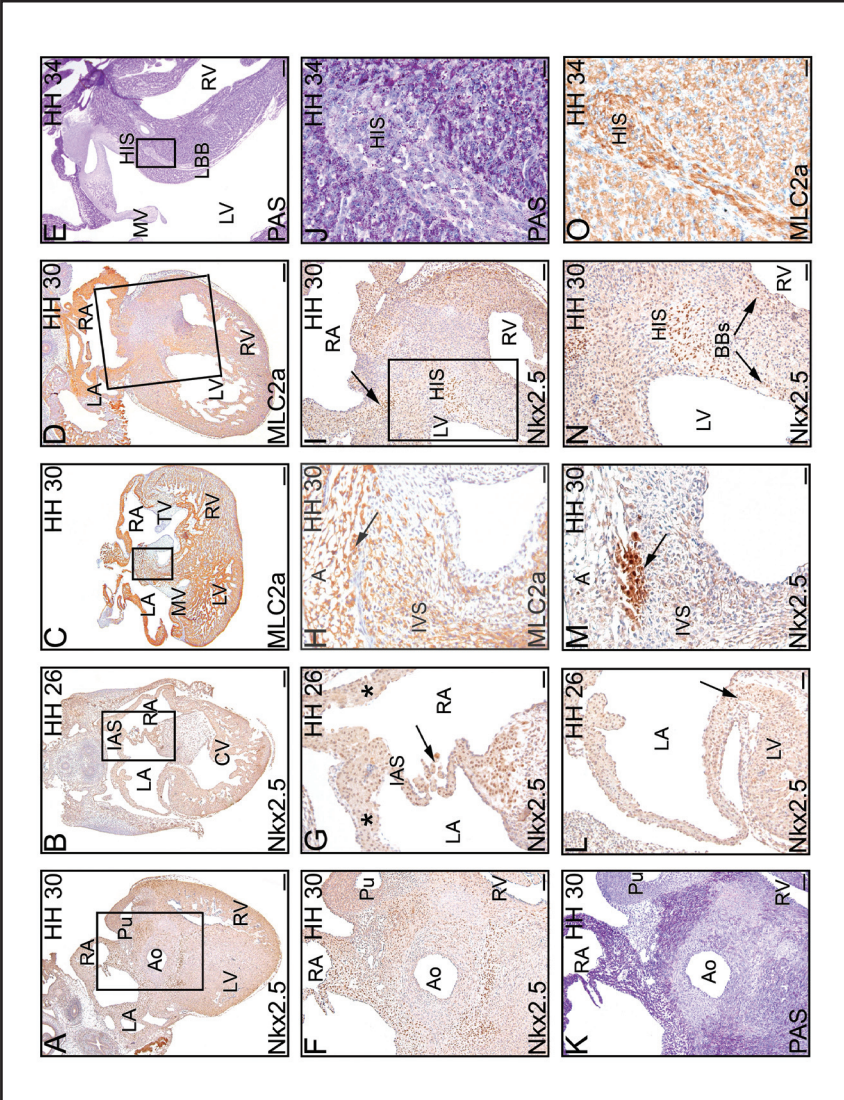 A
HH 30
RA
LA
Pu
Ao
LV
RV
Nkx2.5
B
HH 26
IAS
RA
LA
CV
Nkx2.5
C
HH 30
RA
TV
LA
MV
RV
LV
MLC2a
D
HH 30
RA
LA
LV
RV
MLC2a
E
HH 34
RV
HIS
MV
LBB
LV
PAS
F
HH 30
RA
Pu
Ao
RV
Nkx2.5
G
HH 26
*
*
IAS
RA
LA
Nkx2.5
H
HH 30
A
IVS
MLC2a
I
HH 30
RA
HIS
LV
RV
Nkx2.5
J
HH 34
HIS
PAS
K
HH 30
RA
Pu
Ao
RV
PAS
L
HH 26
LA
LV
Nkx2.5
M
HH 30
A
IVS
Nkx2.5
N
HH 30
HIS
BBs
RV
LV
Nkx2.5
O
HH 34
HIS
MLC2a